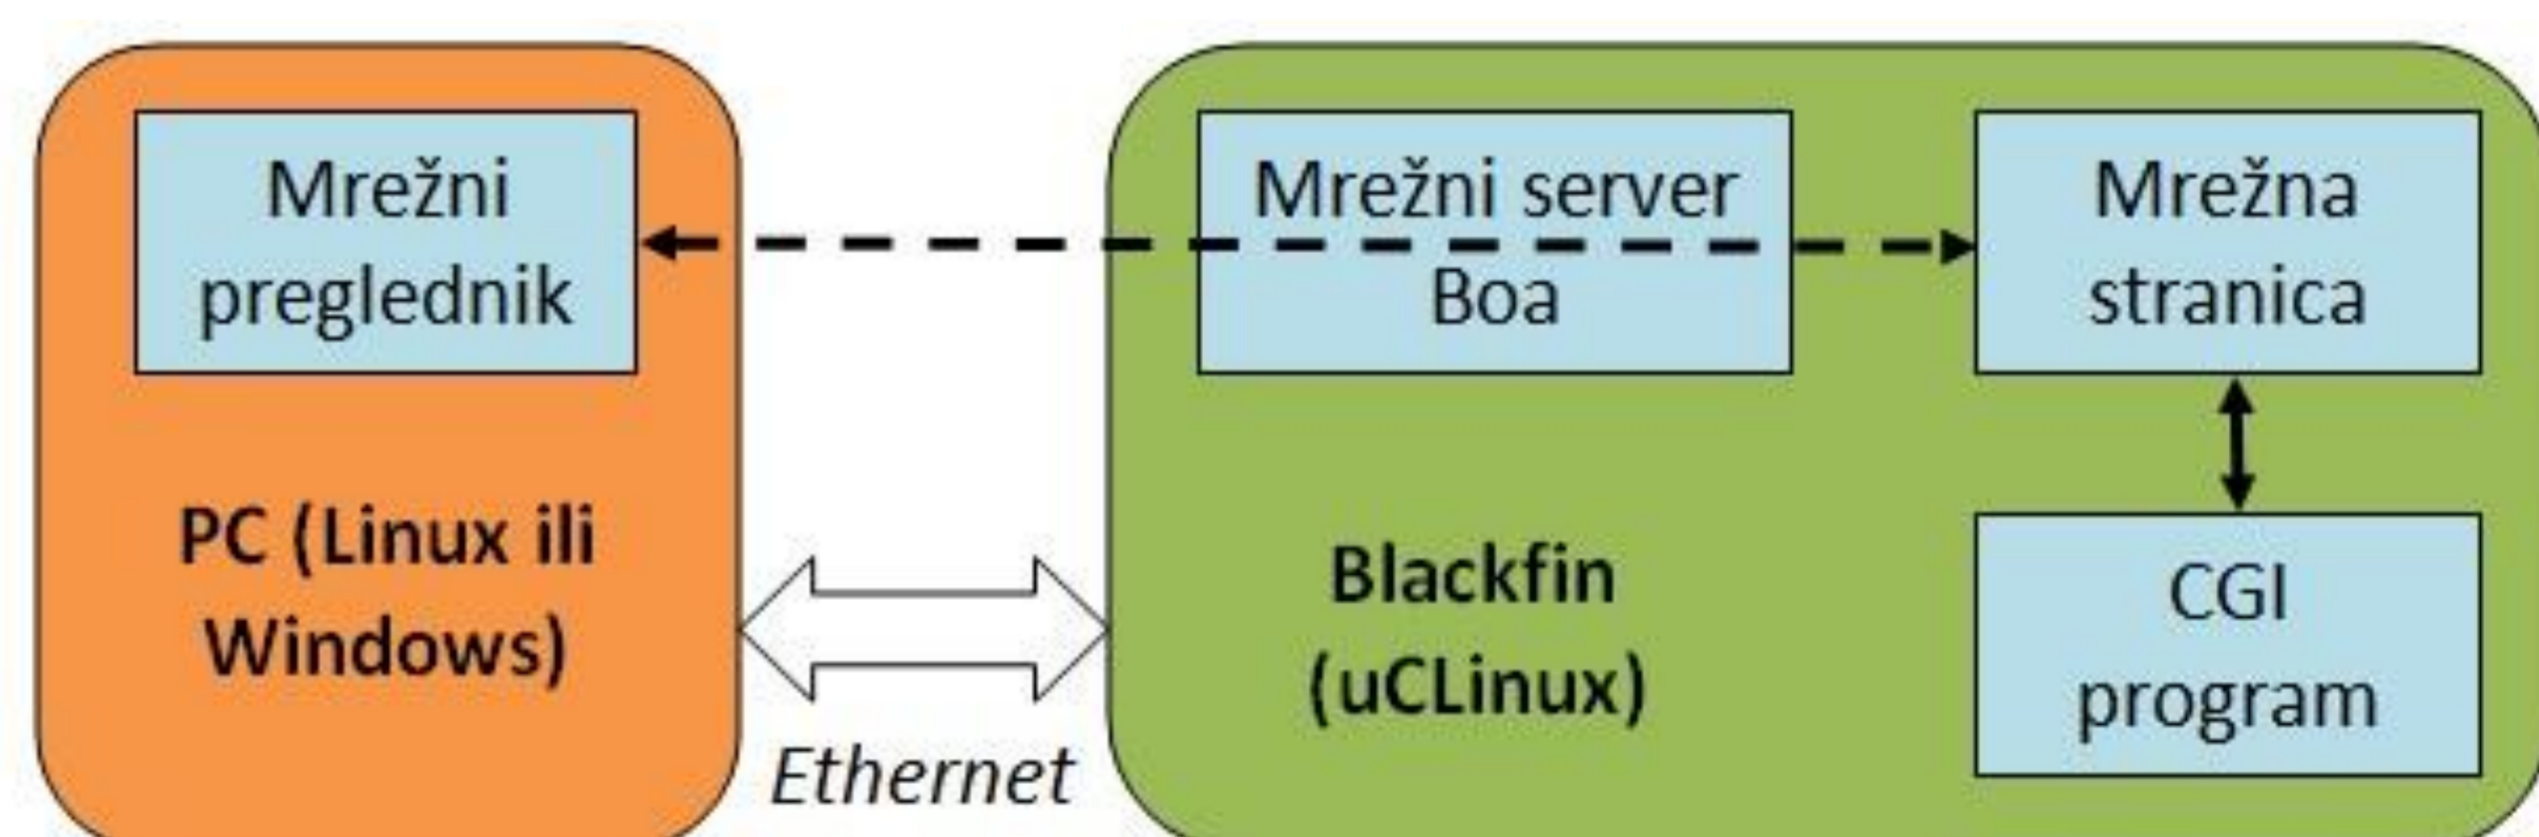 Mrežni
preglednik
PC (Linux ili
Windows)
Ethernet
Mrežni server
Boa
Blackfin
(uCLinux)
Mrežna
stranica
CGI
program